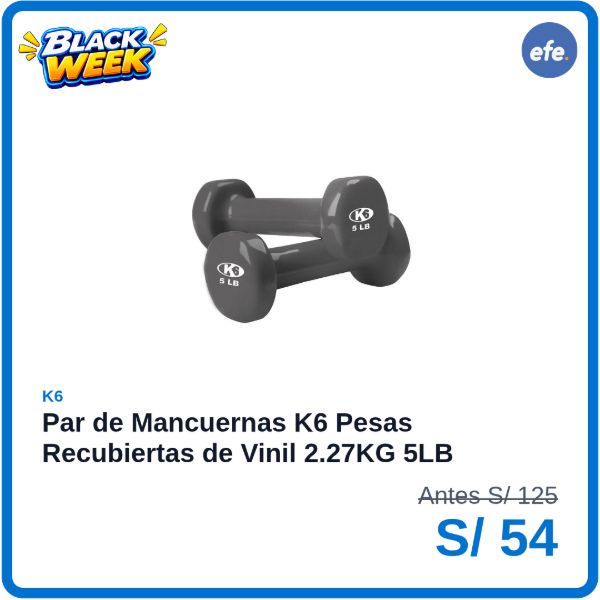 BLACK
WEEK
efe.
K6
5 LB
K6
5 LB
K6
Par de Mancuernas K6 Pesas
Recubiertas de Vinil 2.27KG 5LB
Antes S/ 125
S/ 54